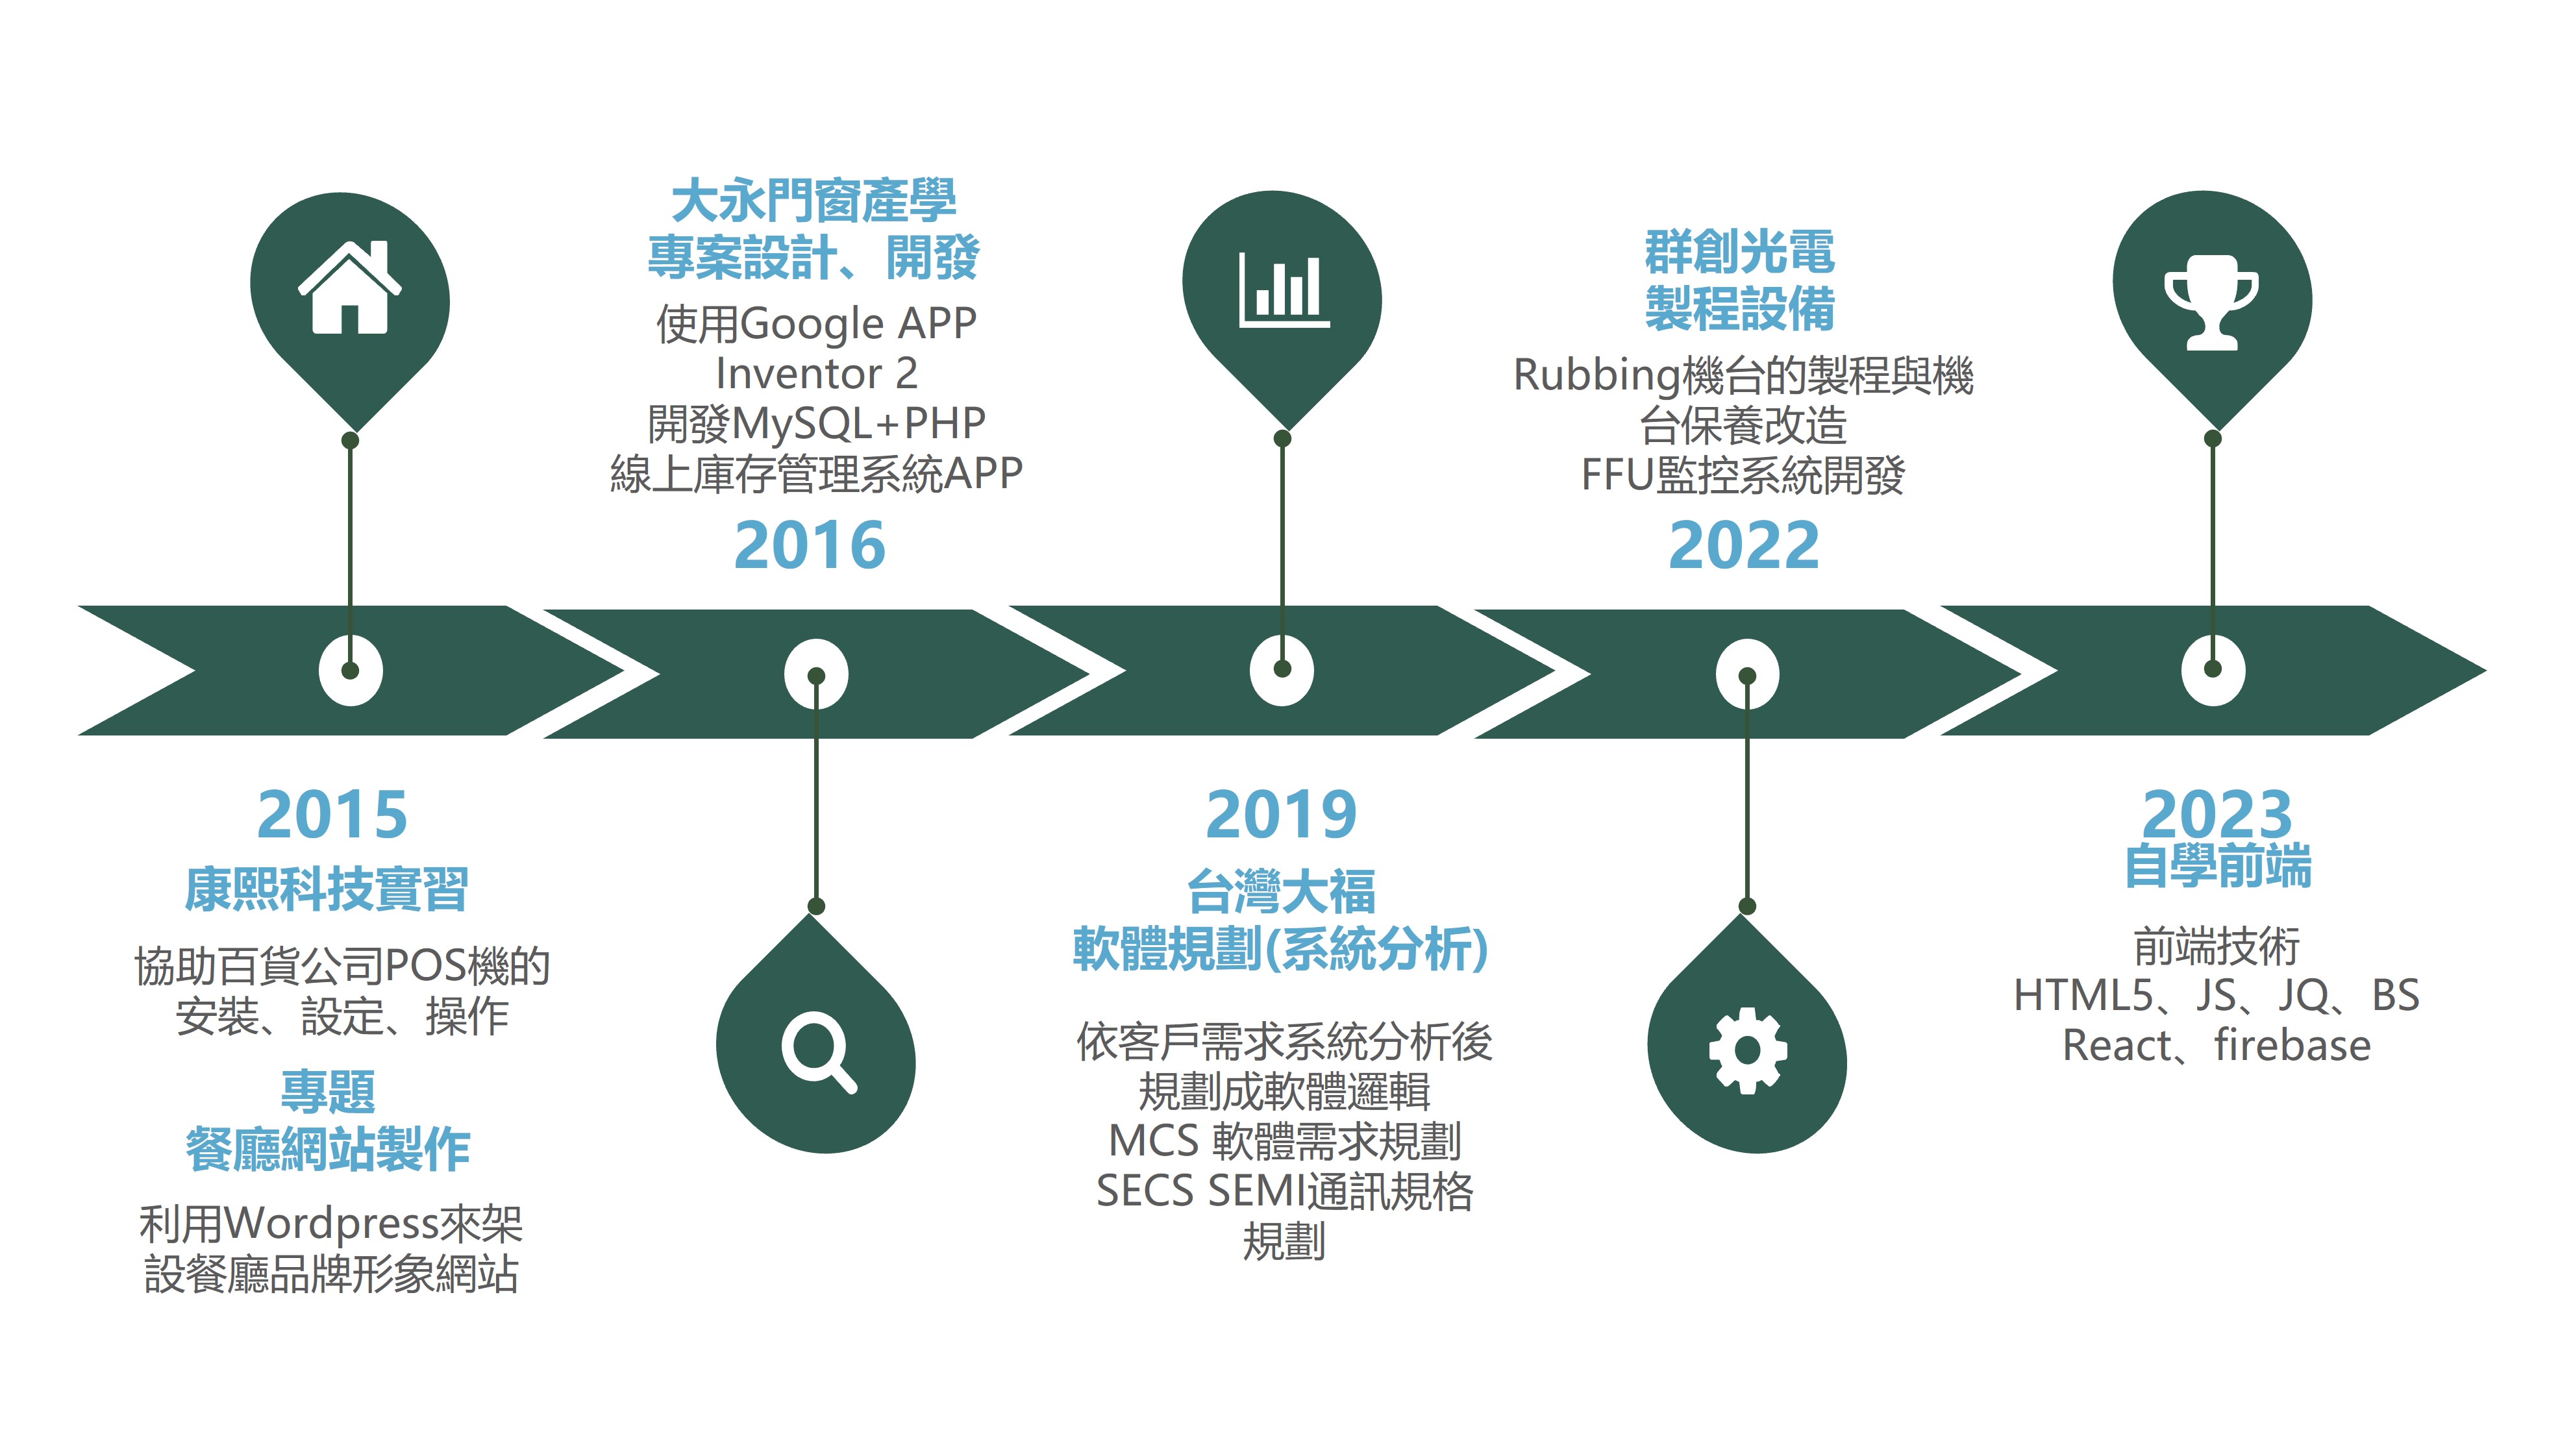 2015
康熙科技實習
協助百貨公司POS機的
安裝、設定、操作
專題
餐廳網站製作
利用Wordpress來架
設餐廳品牌形象網站
大永門窗產學
專案設計、開發
使用Google APP
Inventor 2
開發MySQL+PHP
線上庫存管理系統APP
2016
2019
台灣大福
軟體規劃(系統分析)
依客戶需求系統分析後
規劃成軟體邏輯
MCS 軟體需求規劃
SECS SEMI通訊規格
規劃
群創光電
製程設備
Rubbing機台的製程與機
台保養改造
FFU監控系統開發
2022
2023
自學前端
前端技術
HTML5、JS、JQ、BS
React、firebase